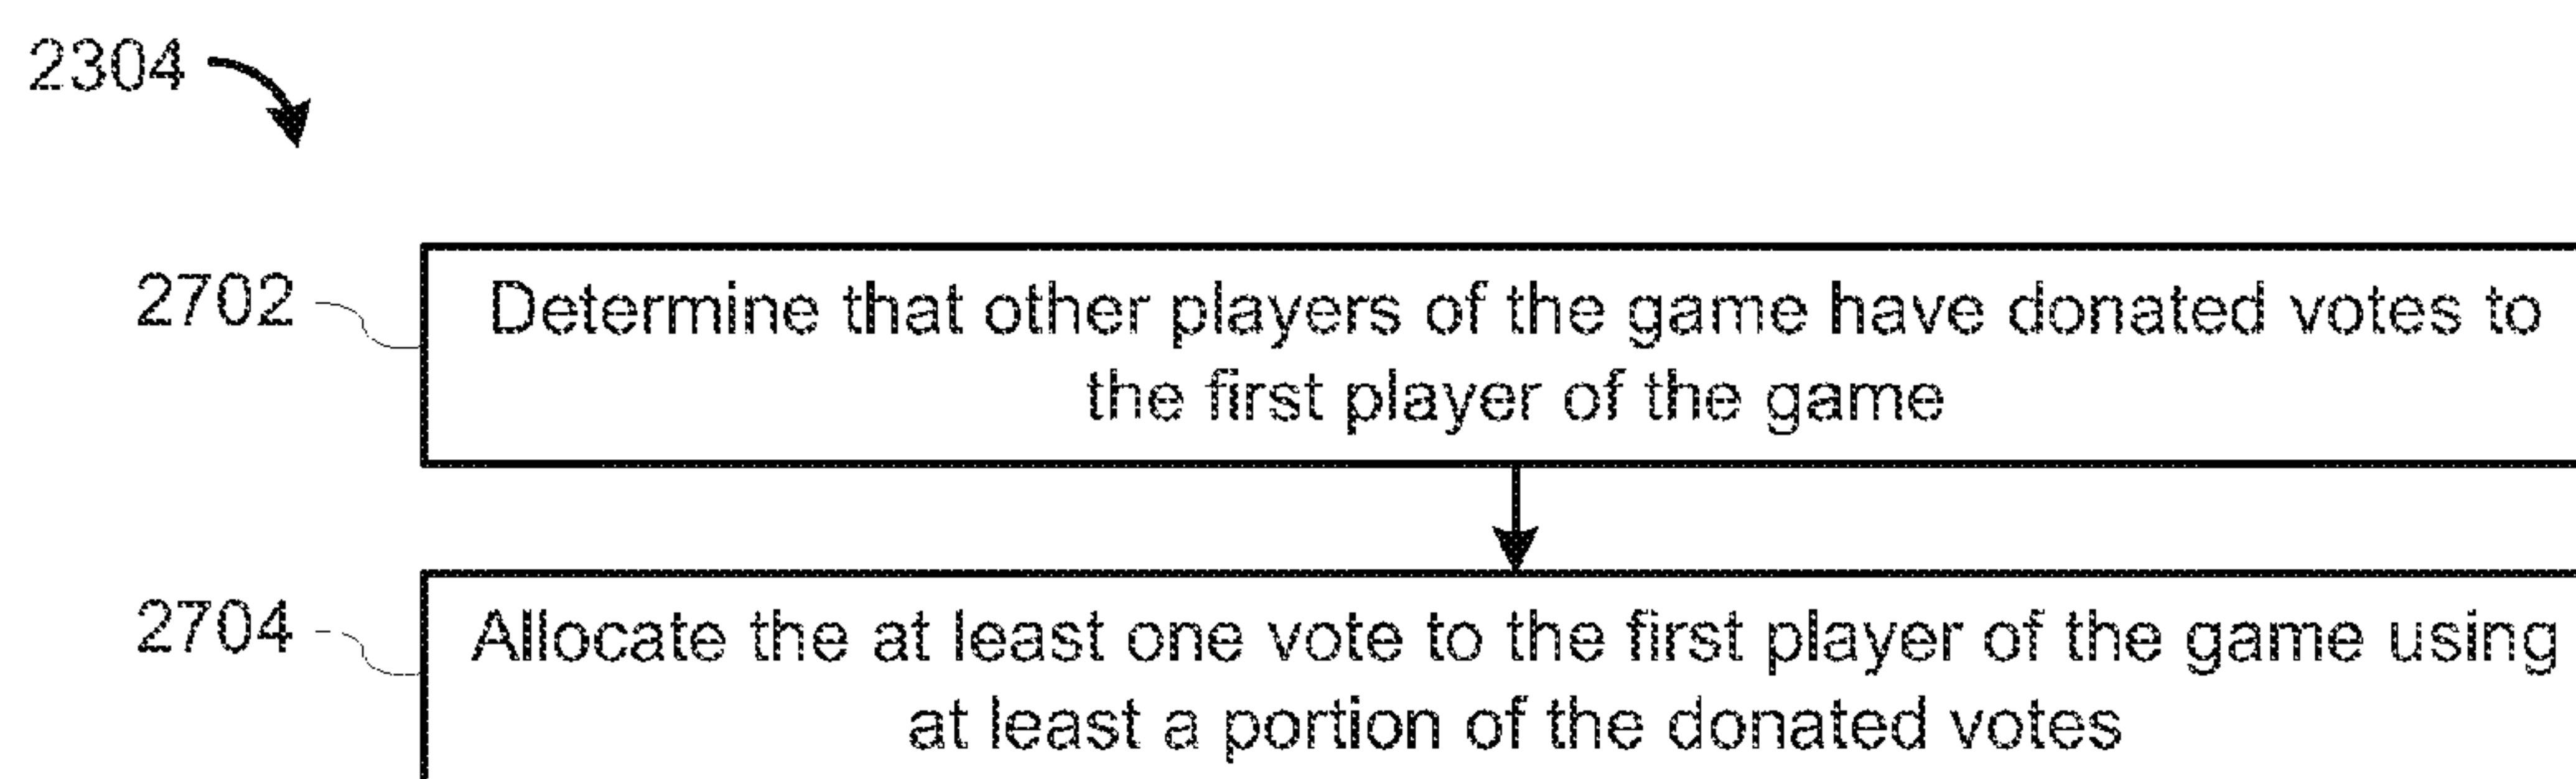 2304
2702
Determine that other players of the game have donated votes to
the first player of the game
2704
Allocate the at least one vote to the first player of the game using
at least a portion of the donated votes